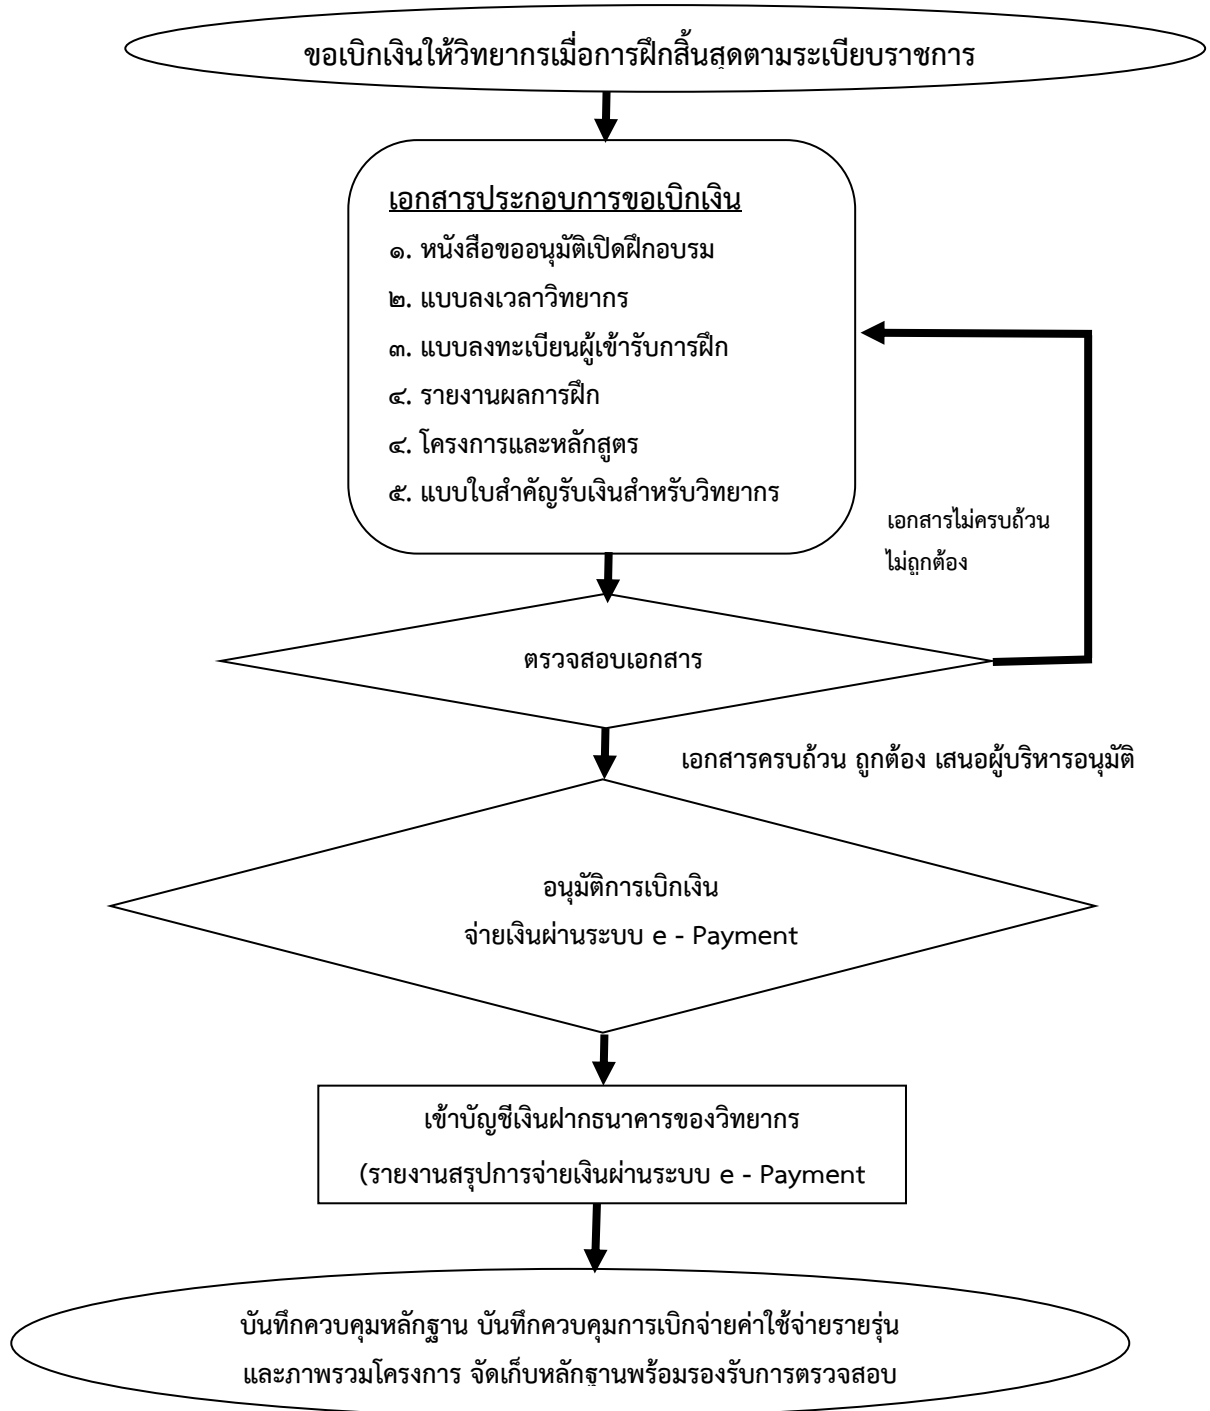 ขอเบิกเงินให้วิทยากรเมื่อการฝึกสิ้นสุดตามระเบียบราชการ
เอกสารประกอบการขอเบิกเงิน
๑. หนังสือขออนุมัติเปิดฝึกอบรม
๒. แบบลงเวลาวิทยากร
๓. แบบลงทะเบียนผู้เข้ารับการฝึก
๔. รายงานผลการฝึก
๔. โครงการและหลักสูตร
๕. แบบใบสำคัญรับเงินสำหรับวิทยากร
เอกสารไม่ครบถ้วน
ไม่ถูกต้อง
ตรวจสอบเอกสาร
เอกสารครบถ้วน ถูกต้อง เสนอผู้บริหารอนุมัติ
อนุมัติการเบิกเงิน
จ่ายเงินผ่านระบบ e - Payment
เข้าบัญชีเงินฝากธนาคารของวิทยากร
(รายงานสรุปการจ่ายเงินผ่านระบบ e - Payment
บันทึกควบคุมหลักฐาน บันทึกควบคุมการเบิกจ่ายค่าใช้จ่ายรายรุ่น
และภาพรวมโครงการ จัดเก็บหลักฐานพร้อมรองรับการตรวจสอบ